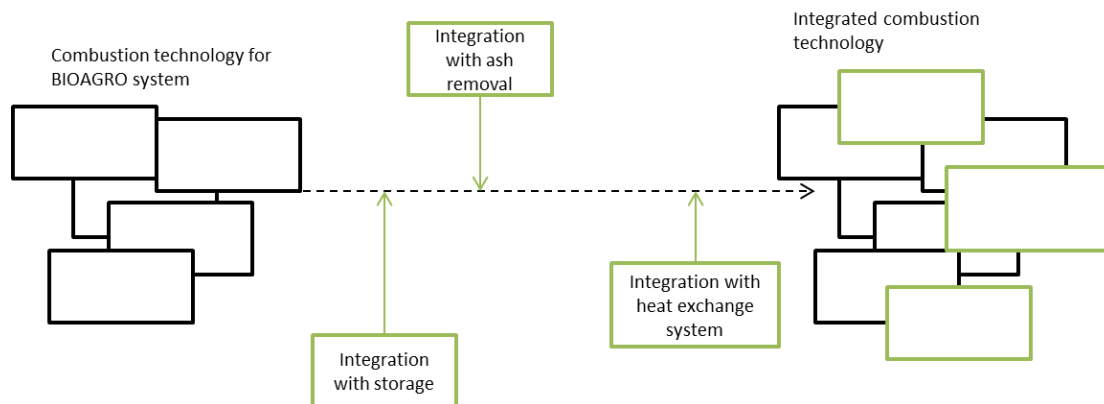 Combustion technology for
BIOAGRO system
Integration
with ash
removal
Integrated combustion
technology
Integration
with storage
Integration with
heat exchange
system